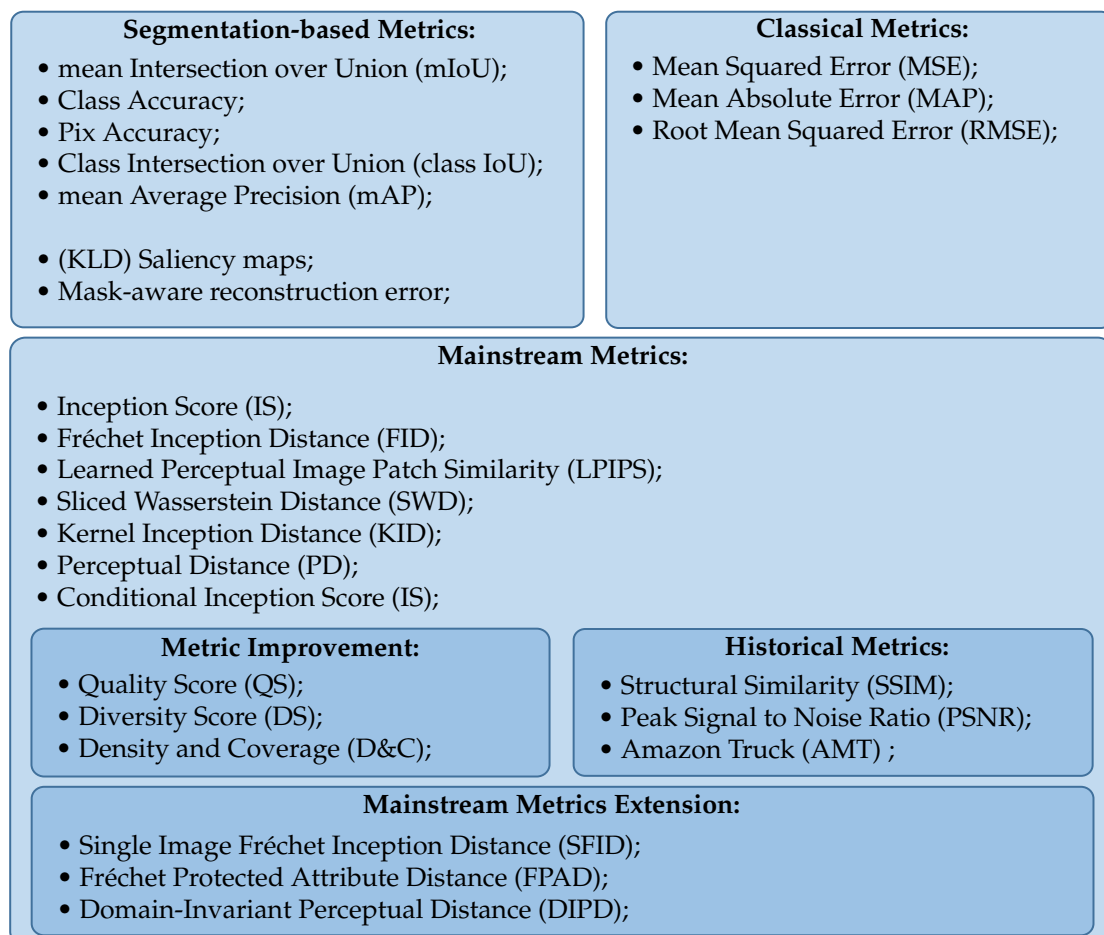 Segmentation-based Metrics:
• mean Intersection over Union (mIoU);
• Class Accuracy;
• Pix Accuracy;
• Class Intersection over Union (class IoU);
• mean Average Precision (mAP);
• (KLD) Saliency maps;
• Mask-aware reconstruction error;
Classical Metrics:
• Mean Squared Error (MSE);
• Mean Absolute Error (MAP);
• Root Mean Squared Error (RMSE);
Mainstream Metrics:
• Inception Score (IS);
• Fréchet Inception Distance (FID);
• Learned Perceptual Image Patch Similarity (LPIPS);
• Sliced Wasserstein Distance (SWD);
• Kernel Inception Distance (KID);
• Perceptual Distance (PD);
• Conditional Inception Score (IS);
Metric Improvement:
• Quality Score (QS);
• Diversity Score (DS);
• Density and Coverage (D&C);
Historical Metrics:
• Structural Similarity (SSIM);
• Peak Signal to Noise Ratio (PSNR);
• Amazon Truck (AMT) ;
Mainstream Metrics Extension:
• Single Image Fréchet Inception Distance (SFID);
• Fréchet Protected Attribute Distance (FPAD);
• Domain-Invariant Perceptual Distance (DIPD);